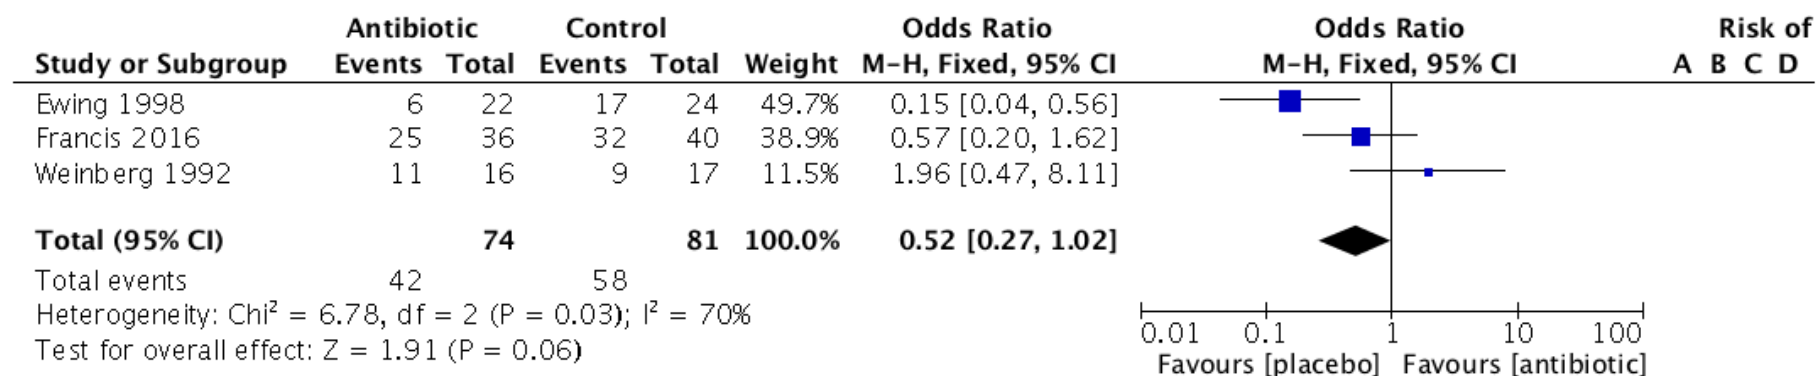 Antibiotic Control Odds Ratio Odds Ratio Risk of
Study or Subgroup Events Total Events Total Weight M-H, Fixed, 95% CI M-H, Fixed, 95% CI A B C D
Ewing 1998 6 22 17 24 49.7% 0.15 [0.04, 0.56]
Francis 2016 25 36 32 40 38.9% 0.57 [0.20, 1.62]
Weinberg 1992 11 16 9 17 11.5% 1.96 [0.47, 8.11]
Total (95% CI) 74 81 100.0% 0.52 [0.27, 1.02]
Total events 42 58
Heterogeneity: Chi² = 6.78, df = 2 (P = 0.03); I² = 70%
Test for overall effect: Z = 1.91 (P = 0.06)
0.01 0.1 1 10 100
Favours [placebo] Favours [antibiotic]